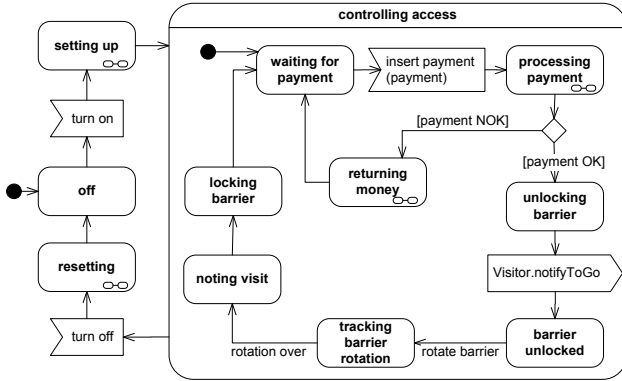 controlling access
setting up
waiting for
payment
insert payment
(payment)
processing
payment
turn on
[payment NOK]
[payment OK]
off
locking
barrier
returning
money
unlocking
barrier
resetting
noting visit
Visitor.notifyToGo
turn off
rotation over
tracking
barrier
rotation
rotate barrier
barrier
unlocked